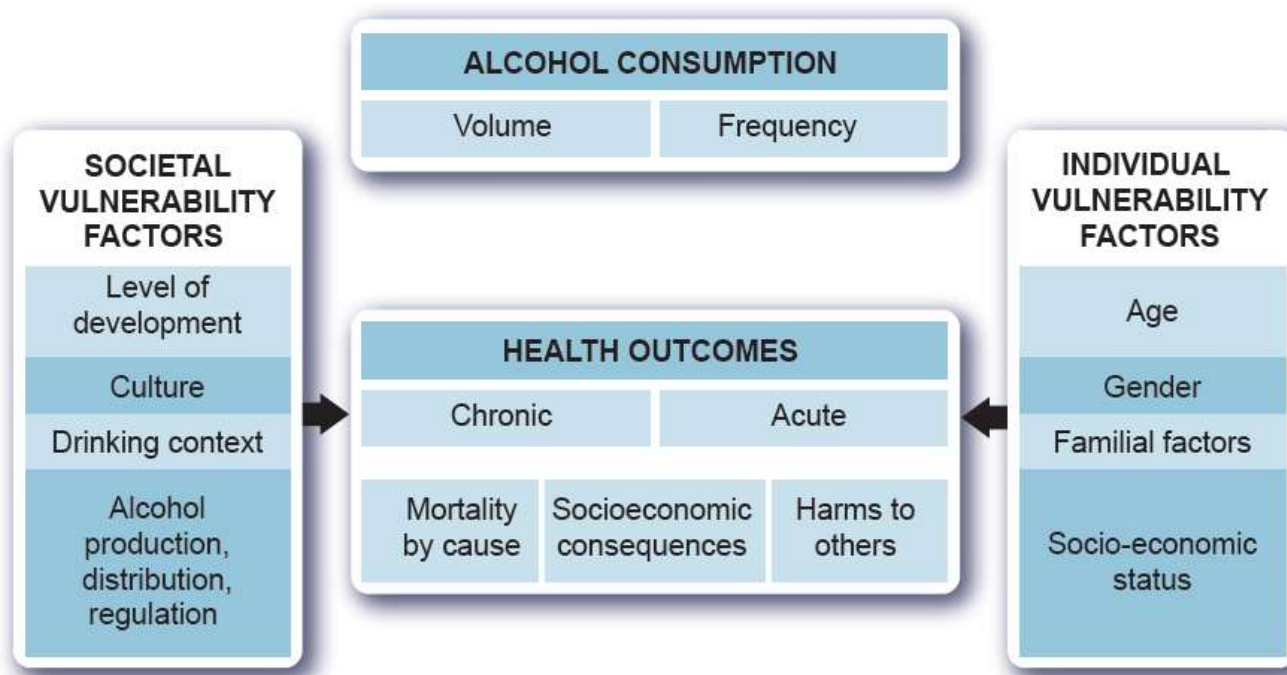 ALCOHOL CONSUMPTION
Volume
Frequency
SOCIETAL
VULNERABILITY
FACTORS
Level of
development
Culture
Drinking context
Alcohol
production,
distribution,
regulation
HEALTH OUTCOMES
Chronic
Acute
Mortality
by cause
Socioeconomic
consequences
Harms to
others
INDIVIDUAL
VULNERABILITY
FACTORS
Age
Gender
Familial factors
Socio-economic
status